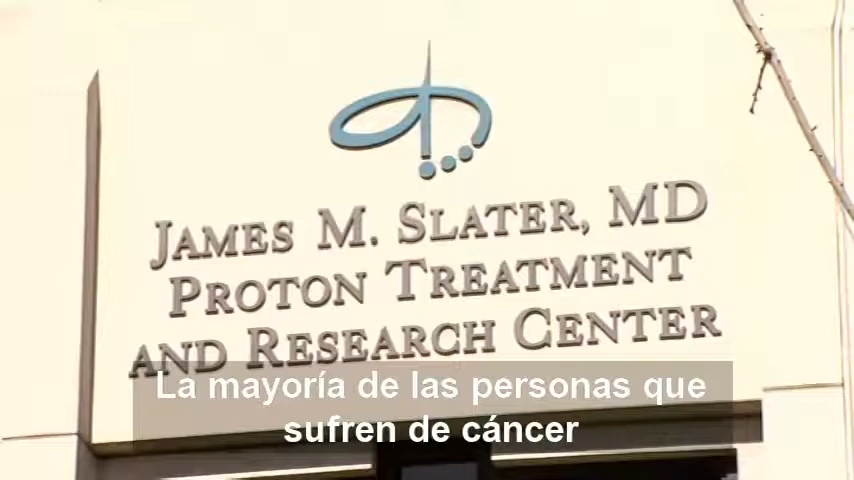 JAMES M. SLATER, MD
PROTON TREATMENT
AND RESEARCH CENTER
La mayoría de las personas que
sufren de cáncer